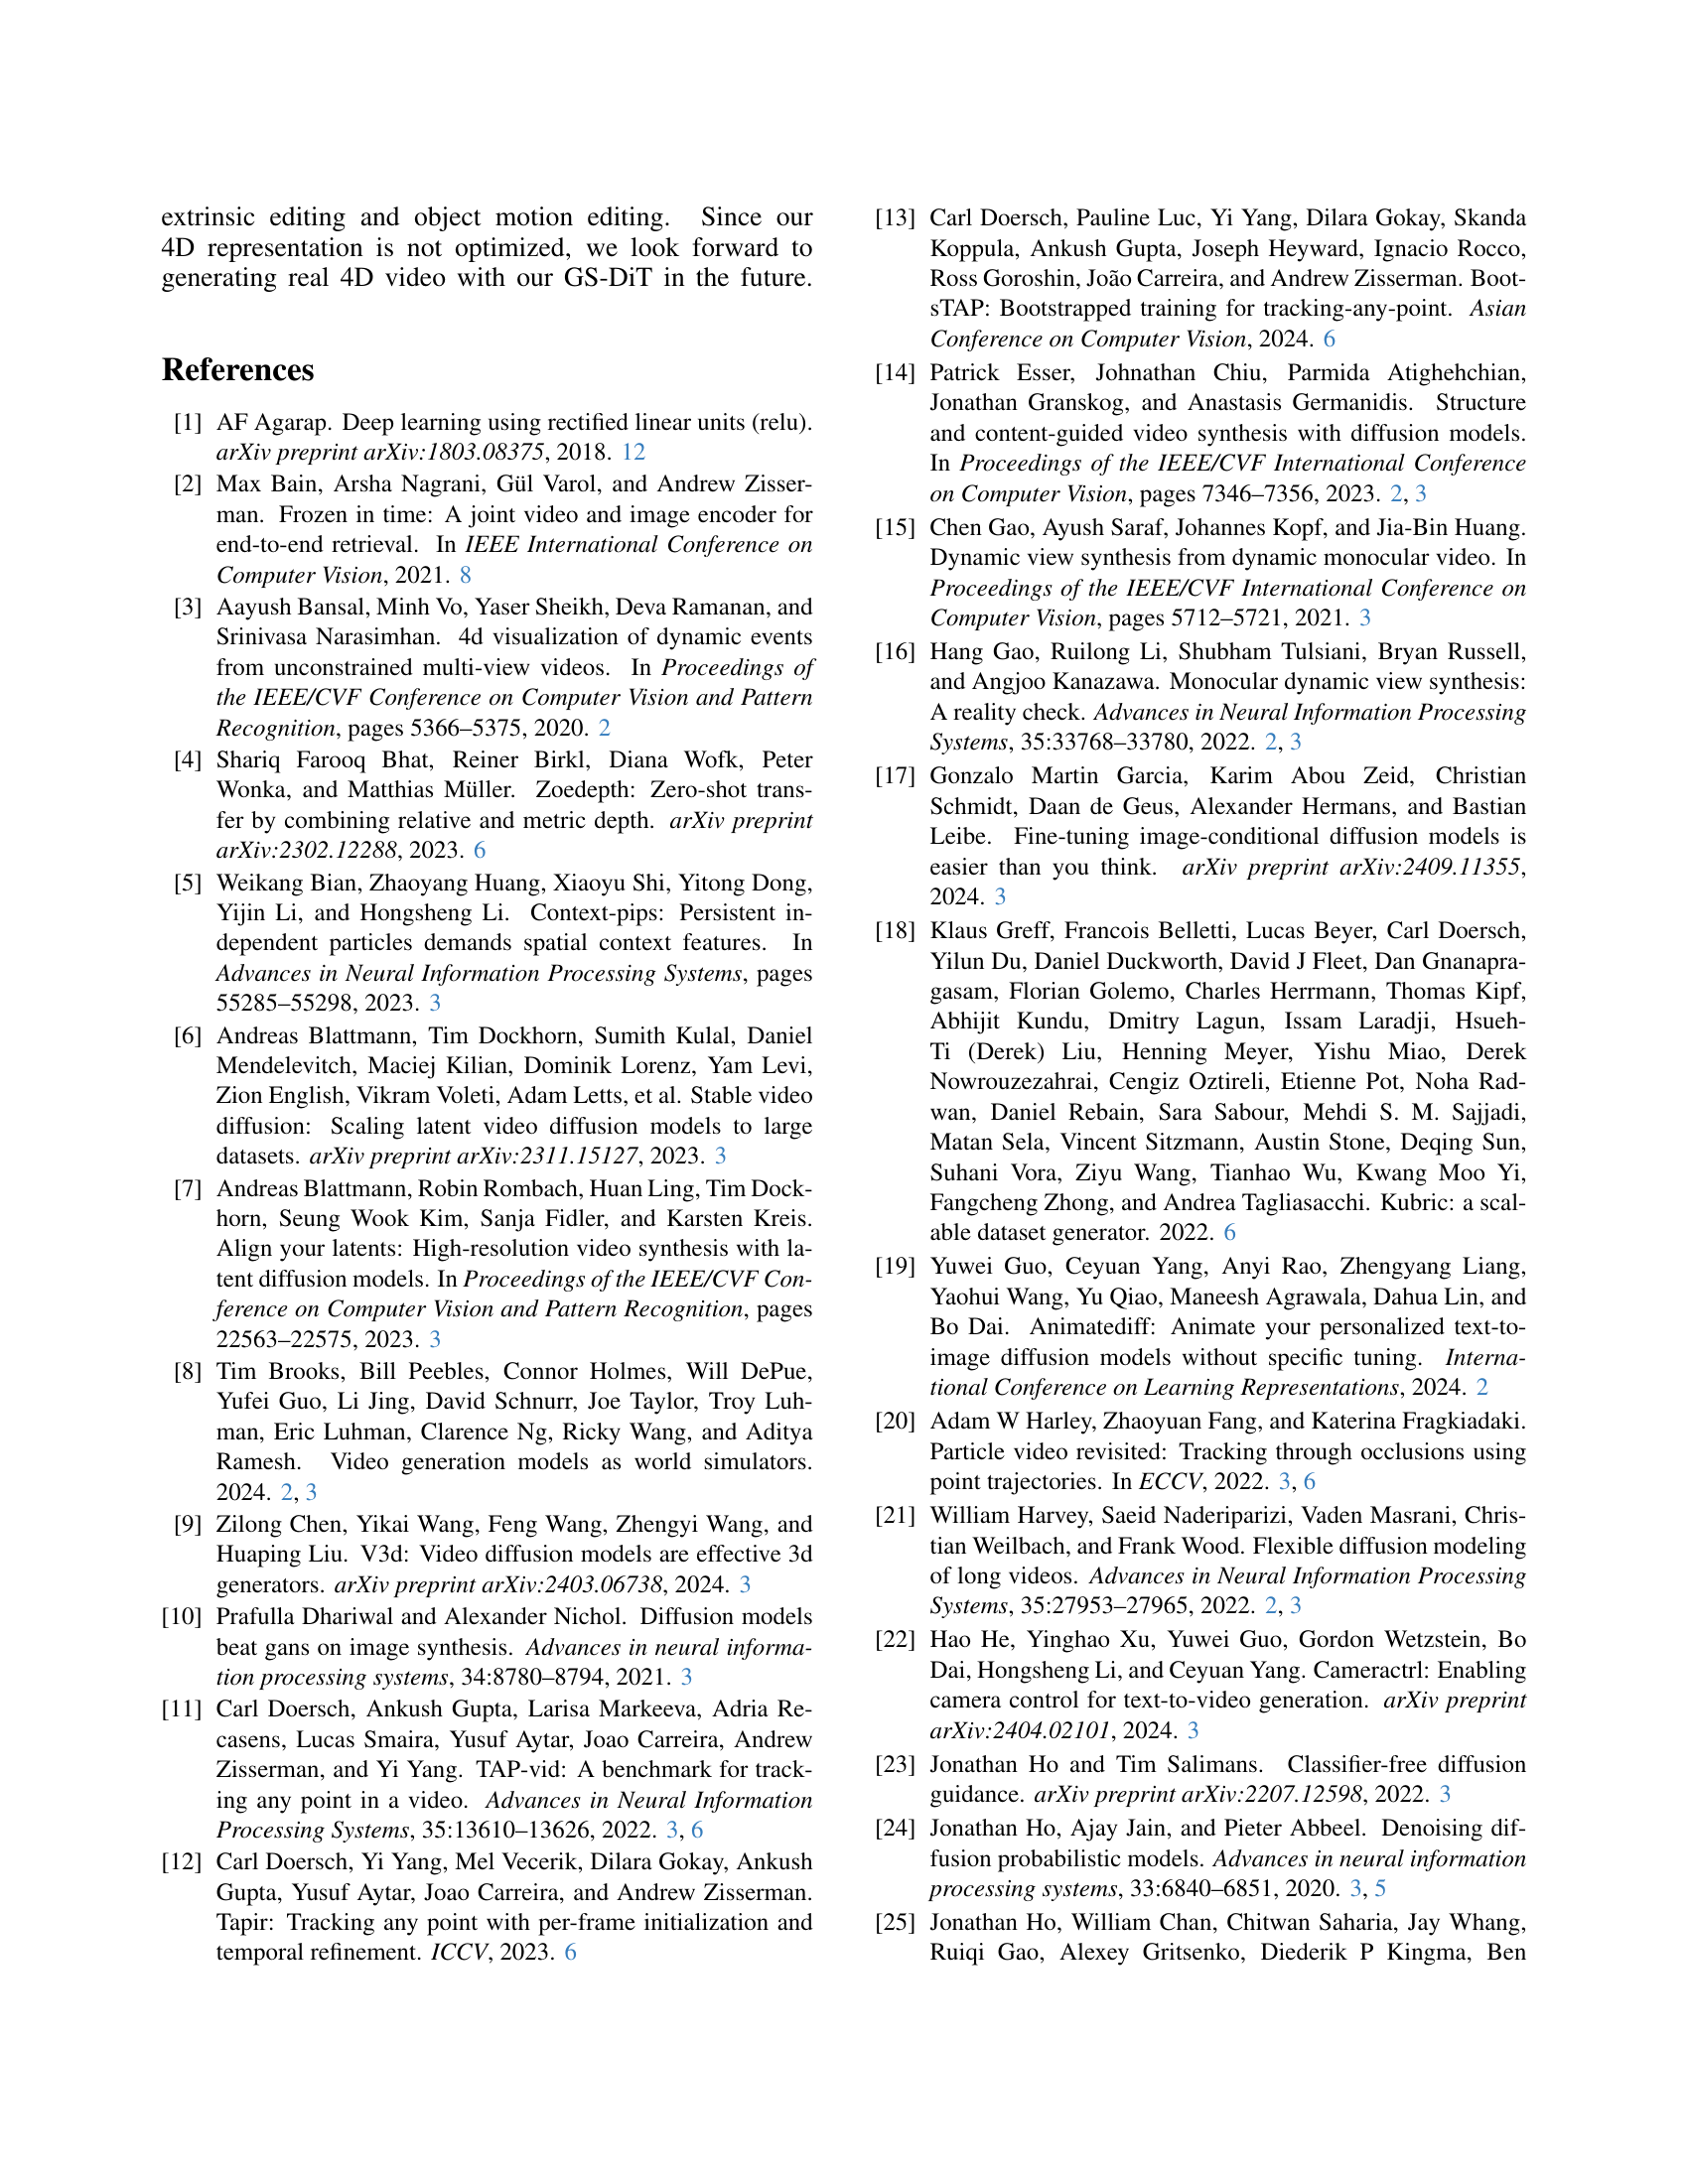 extrinsic editing and object motion editing. Since our
4D representation is not optimized, we look forward to
generating real 4D video with our GS-DiT in the future.
References
[1] AF Agarap. Deep learning using rectified linear units (relu).
arXiv preprint arXiv:1803.08375, 2018. 12
[2] Max Bain, Arsha Nagrani, Gül Varol, and Andrew Zisser-
man. Frozen in time: A joint video and image encoder for
end-to-end retrieval. In IEEE International Conference on
Computer Vision, 2021. 8
[3] Aayush Bansal, Minh Vo, Yaser Sheikh, Deva Ramanan, and
Srinivasa Narasimhan. 4d visualization of dynamic events
from unconstrained multi-view videos. In Proceedings of
the IEEE/CVF Conference on Computer Vision and Pattern
Recognition, pages 5366–5375, 2020. 2
[4] Shariq Farooq Bhat, Reiner Birkl, Diana Wofk, Peter
Wonka, and Matthias Müller. Zoedepth: Zero-shot trans-
fer by combining relative and metric depth. arXiv preprint
arXiv:2302.12288, 2023. 6
[5] Weikang Bian, Zhaoyang Huang, Xiaoyu Shi, Yitong Dong,
Yijin Li, and Hongsheng Li. Context-pips: Persistent in-
dependent particles demands spatial context features. In
Advances in Neural Information Processing Systems, pages
55285–55298, 2023. 3
[6] Andreas Blattmann, Tim Dockhorn, Sumith Kulal, Daniel
Mendelevitch, Maciej Kilian, Dominik Lorenz, Yam Levi,
Zion English, Vikram Voleti, Adam Letts, et al. Stable video
diffusion: Scaling latent video diffusion models to large
datasets. arXiv preprint arXiv:2311.15127, 2023. 3
[7] Andreas Blattmann, Robin Rombach, Huan Ling, Tim Dock-
horn, Seung Wook Kim, Sanja Fidler, and Karsten Kreis.
Align your latents: High-resolution video synthesis with la-
tent diffusion models. In Proceedings of the IEEE/CVF Con-
ference on Computer Vision and Pattern Recognition, pages
22563–22575, 2023. 3
[8] Tim Brooks, Bill Peebles, Connor Holmes, Will DePue,
Yufei Guo, Li Jing, David Schnurr, Joe Taylor, Troy Luh-
man, Eric Luhman, Clarence Ng, Ricky Wang, and Aditya
Ramesh. Video generation models as world simulators.
2024. 2, 3
[9] Zilong Chen, Yikai Wang, Feng Wang, Zhengyi Wang, and
Huaping Liu. V3d: Video diffusion models are effective 3d
generators. arXiv preprint arXiv:2403.06738, 2024. 3
[10] Prafulla Dhariwal and Alexander Nichol. Diffusion models
beat gans on image synthesis. Advances in neural informa-
tion processing systems, 34:8780–8794, 2021. 3
[11] Carl Doersch, Ankush Gupta, Larisa Markeeva, Adria Re-
casens, Lucas Smaira, Yusuf Aytar, Joao Carreira, Andrew
Zisserman, and Yi Yang. TAP-vid: A benchmark for track-
ing any point in a video. Advances in Neural Information
Processing Systems, 35:13610–13626, 2022. 3, 6
[12] Carl Doersch, Yi Yang, Mel Vecerik, Dilara Gokay, Ankush
Gupta, Yusuf Aytar, Joao Carreira, and Andrew Zisserman.
Tapir: Tracking any point with per-frame initialization and
temporal refinement. ICCV, 2023. 6
[13] Carl Doersch, Pauline Luc, Yi Yang, Dilara Gokay, Skanda
Koppula, Ankush Gupta, Joseph Heyward, Ignacio Rocco,
Ross Goroshin, João Carreira, and Andrew Zisserman. Boot-
sTAP: Bootstrapped training for tracking-any-point. Asian
Conference on Computer Vision, 2024. 6
[14] Patrick Esser, Johnathan Chiu, Parmida Atighehchian,
Jonathan Granskog, and Anastasis Germanidis. Structure
and content-guided video synthesis with diffusion models.
In Proceedings of the IEEE/CVF International Conference
on Computer Vision, pages 7346–7356, 2023. 2, 3
[15] Chen Gao, Ayush Saraf, Johannes Kopf, and Jia-Bin Huang.
Dynamic view synthesis from dynamic monocular video. In
Proceedings of the IEEE/CVF International Conference on
Computer Vision, pages 5712–5721, 2021. 3
[16] Hang Gao, Ruilong Li, Shubham Tulsiani, Bryan Russell,
and Angjoo Kanazawa. Monocular dynamic view synthesis:
A reality check. Advances in Neural Information Processing
Systems, 35:33768–33780, 2022. 2, 3
[17] Gonzalo Martin Garcia, Karim Abou Zeid, Christian
Schmidt, Daan de Geus, Alexander Hermans, and Bastian
Leibe. Fine-tuning image-conditional diffusion models is
easier than you think. arXiv preprint arXiv:2409.11355,
2024. 3
[18] Klaus Greff, Francois Belletti, Lucas Beyer, Carl Doersch,
Yilun Du, Daniel Duckworth, David J Fleet, Dan Gnanapra-
gasam, Florian Golemo, Charles Herrmann, Thomas Kipf,
Abhijit Kundu, Dmitry Lagun, Issam Laradji, Hsueh-
Ti (Derek) Liu, Henning Meyer, Yishu Miao, Derek
Nowrouzezahrai, Cengiz Oztireli, Etienne Pot, Noha Rad-
wan, Daniel Rebain, Sara Sabour, Mehdi S. M. Sajjadi,
Matan Sela, Vincent Sitzmann, Austin Stone, Deqing Sun,
Suhani Vora, Ziyu Wang, Tianhao Wu, Kwang Moo Yi,
Fangcheng Zhong, and Andrea Tagliasacchi. Kubric: a scal-
able dataset generator. 2022. 6
[19] Yuwei Guo, Ceyuan Yang, Anyi Rao, Zhengyang Liang,
Yaohui Wang, Yu Qiao, Maneesh Agrawala, Dahua Lin, and
Bo Dai. Animatediff: Animate your personalized text-to-
image diffusion models without specific tuning. Interna-
tional Conference on Learning Representations, 2024. 2
[20] Adam W Harley, Zhaoyuan Fang, and Katerina Fragkiadaki.
Particle video revisited: Tracking through occlusions using
point trajectories. In ECCV, 2022. 3, 6
[21] William Harvey, Saeid Naderiparizi, Vaden Masrani, Chris-
tian Weilbach, and Frank Wood. Flexible diffusion modeling
of long videos. Advances in Neural Information Processing
Systems, 35:27953–27965, 2022. 2, 3
[22] Hao He, Yinghao Xu, Yuwei Guo, Gordon Wetzstein, Bo
Dai, Hongsheng Li, and Ceyuan Yang. Cameractrl: Enabling
camera control for text-to-video generation. arXiv preprint
arXiv:2404.02101, 2024. 3
[23] Jonathan Ho and Tim Salimans. Classifier-free diffusion
guidance. arXiv preprint arXiv:2207.12598, 2022. 3
[24] Jonathan Ho, Ajay Jain, and Pieter Abbeel. Denoising dif-
fusion probabilistic models. Advances in neural information
processing systems, 33:6840–6851, 2020. 3, 5
[25] Jonathan Ho, William Chan, Chitwan Saharia, Jay Whang,
Ruiqi Gao, Alexey Gritsenko, Diederik P Kingma, Ben